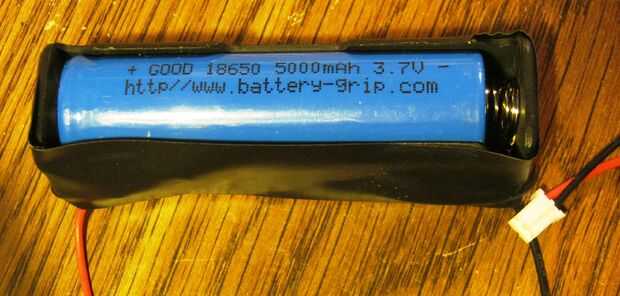 + GOOD 18650 5000mAh 3.7V -
http//www.battery-grip.com